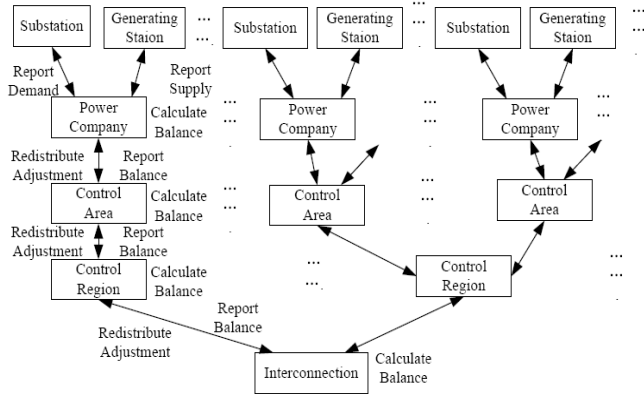 Substation
Generating
Staion
...
...
Substation
Generating
Staion
...
...
Substation
Generating
Staion
...
...
Report
Demand
Report
Supply
Power
Company
Calculate
Balance
...
...
Power
Company
...
...
Power
Company
...
...
Redistribute
Adjustment
Report
Balance
Control
Area
Calculate
Balance
...
...
Control
Area
...
...
Control
Area
...
...
Redistribute
Adjustment
Report
Balance
Control
Region
Calculate
Balance
...
...
Control
Region
...
...
Report
Balance
Redistribute
Adjustment
Interconnection
Calculate
Balance